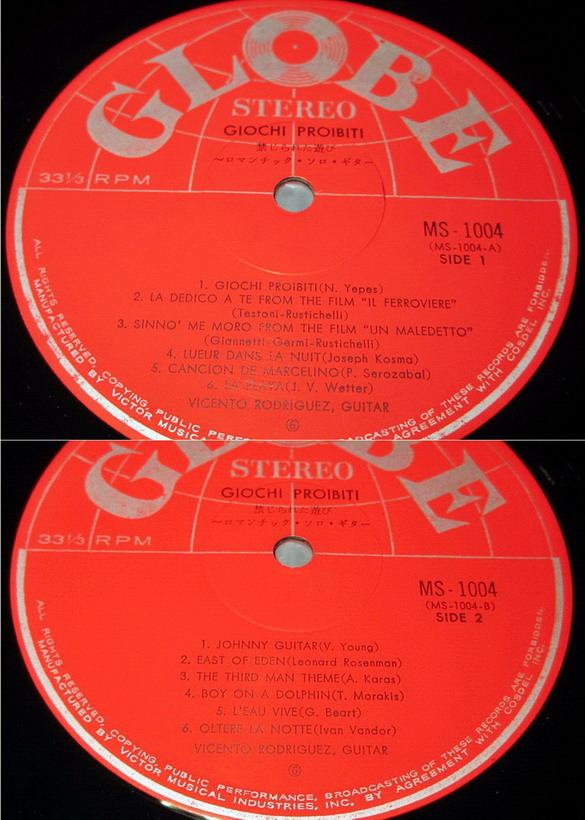 GLOBE
STEREO
GIOCHI PROIBITI
禁じられた遊び
～ロマンチック・ソロ・ギター
33⅓ RPM
MS-1004
(MS-1004-A)
SIDE 1
1. GIOCHI PROIBITI(N. Yepes)
2. LA DEDICO A TE FROM THE FILM "IL FERROVIERE"
(Testoni-Rustichelli)
3. SINNO' ME MORO FROM THE FILM "UN MALEDETTO"
(Giannetti-Germi-Rustichelli)
4. LUEUR DANS LA NUIT(Joseph Kosma)
5. CANCION DE MARCELINO(P. Serozabal)
6. LA PLAYA(J. V. Wetter)
VICENTO RODRIGUEZ, GUITAR
⑥
ALL RIGHTS RESERVED, COPYING, PUBLIC PERFORMANCE, BROADCASTING OF THESE RECORDS ARE FORBIDDEN.
MANUFACTURED BY VICTOR MUSICAL AGREEMENT WITH COSDEL INC.
GLOBE
STEREO
GIOCHI PROIBITI
禁じられた遊び
～ロマンチック・ソロ・ギター
33⅓ RPM
MS-1004
(MS-1004-B)
SIDE 2
1. JOHNNY GUITAR(V. Young)
2. EAST OF EDEN(Leonard Rosenman)
3. THE THIRD MAN THEME(A. Karas)
4. BOY ON A DOLPHIN(T. Morakis)
5. L'EAU VIVE(G. Beart)
6. OLTERE LA NOTTE(Ivan Vandor)
VICENTO RODRIGUEZ, GUITAR
⑥
ALL RIGHTS RESERVED, COPYING, PUBLIC PERFORMANCE, BROADCASTING OF THESE RECORDS ARE FORBIDDEN.
MANUFACTURED BY VICTOR MUSICAL INDUSTRIES, INC. BY AGREEMENT WITH COSDEL INC.